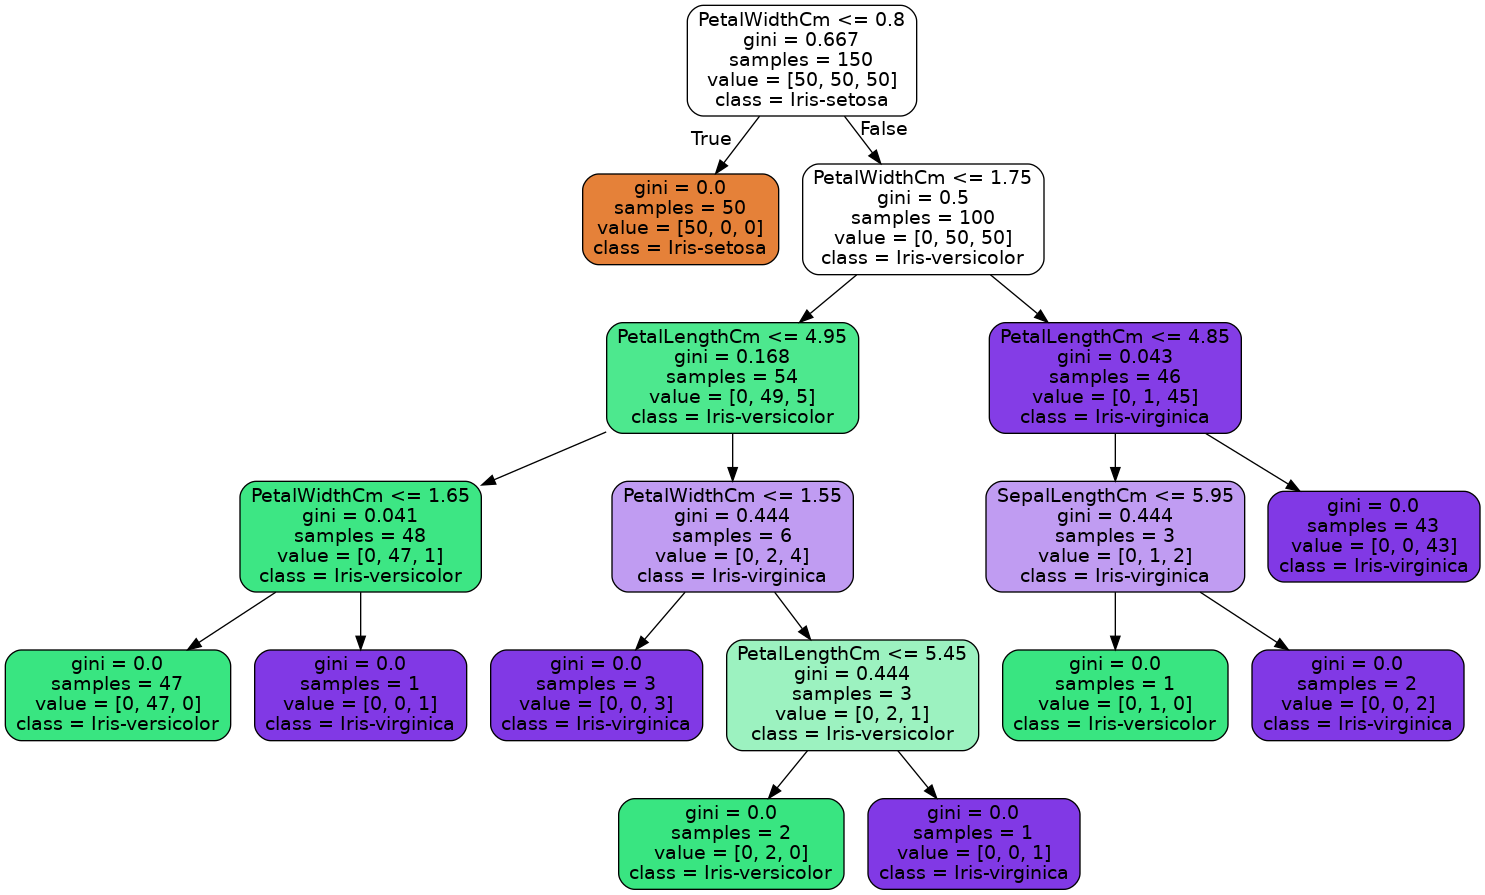 PetalWidthCm <= 0.8
gini = 0.667
samples = 150
value = [50, 50, 50]
class = Iris-setosa
True
False
gini = 0.0
samples = 50
value = [50, 0, 0]
class = Iris-setosa
PetalWidthCm <= 1.75
gini = 0.5
samples = 100
value = [0, 50, 50]
class = Iris-versicolor
PetalLengthCm <= 4.95
gini = 0.168
samples = 54
value = [0, 49, 5]
class = Iris-versicolor
PetalLengthCm <= 4.85
gini = 0.043
samples = 46
value = [0, 1, 45]
class = Iris-virginica
PetalWidthCm <= 1.65
gini = 0.041
samples = 48
value = [0, 47, 1]
class = Iris-versicolor
PetalWidthCm <= 1.55
gini = 0.444
samples = 6
value = [0, 2, 4]
class = Iris-virginica
SepalLengthCm <= 5.95
gini = 0.444
samples = 3
value = [0, 1, 2]
class = Iris-virginica
gini = 0.0
samples = 43
value = [0, 0, 43]
class = Iris-virginica
gini = 0.0
samples = 47
value = [0, 47, 0]
class = Iris-versicolor
gini = 0.0
samples = 1
value = [0, 0, 1]
class = Iris-virginica
gini = 0.0
samples = 3
value = [0, 0, 3]
class = Iris-virginica
PetalLengthCm <= 5.45
gini = 0.444
samples = 3
value = [0, 2, 1]
class = Iris-versicolor
gini = 0.0
samples = 1
value = [0, 1, 0]
class = Iris-versicolor
gini = 0.0
samples = 2
value = [0, 0, 2]
class = Iris-virginica
gini = 0.0
samples = 2
value = [0, 2, 0]
class = Iris-versicolor
gini = 0.0
samples = 1
value = [0, 0, 1]
class = Iris-virginica